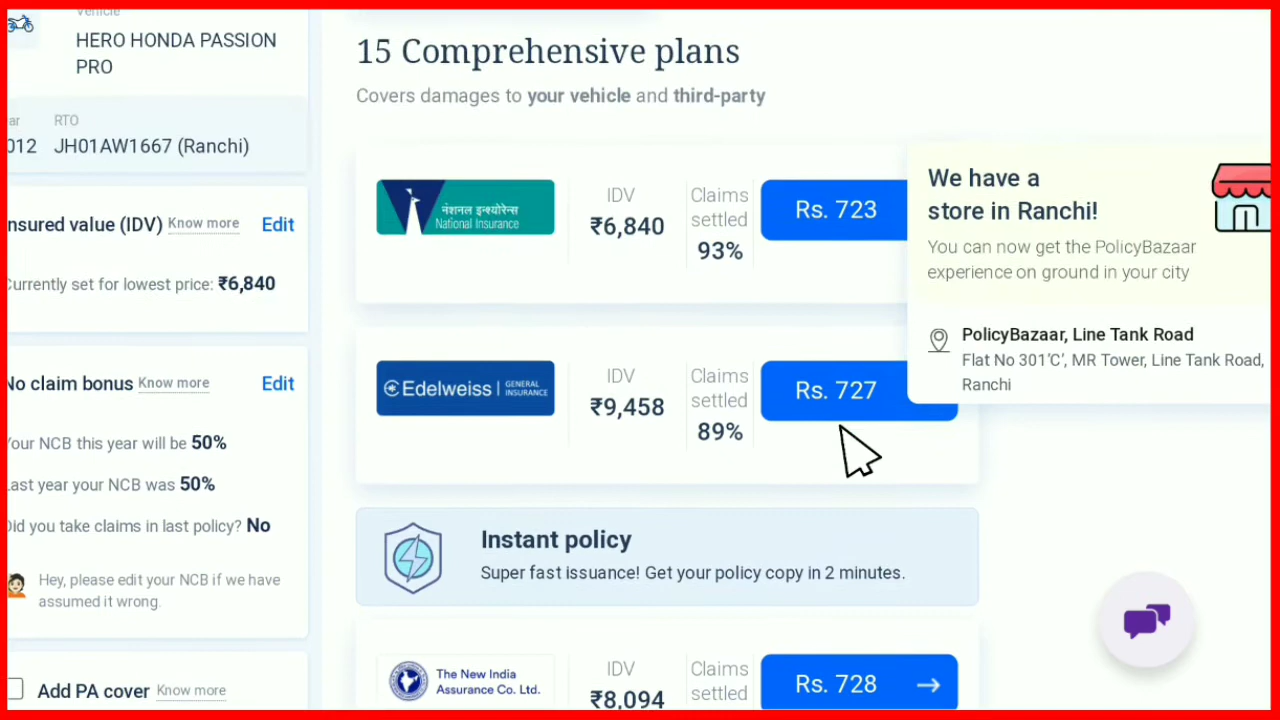 Vehicle
HERO HONDA PASSION
PRO
RTO
012 JH01AW1667 (Ranchi)
nsured value (IDV) Know more Edit
Currently set for lowest price: ₹6,840
No claim bonus Know more Edit
Your NCB this year will be 50%
Last year your NCB was 50%
Did you take claims in last policy? No
Hey, please edit your NCB if we have
assumed it wrong.
Add PA cover Know more
15 Comprehensive plans
Covers damages to your vehicle and third-party
नेशनल इन्श्योरेन्स
National Insurance
IDV
₹6,840
Claims
settled
93%
Rs. 723
Edelweiss | GENERAL
INSURANCE
IDV
₹9,458
Claims
settled
89%
Rs. 727
Instant policy
Super fast issuance! Get your policy copy in 2 minutes.
The New India
Assurance Co. Ltd.
IDV
₹8,094
Claims
settled
Rs. 728
We have a
store in Ranchi!
You can now get the PolicyBazaar
experience on ground in your city
PolicyBazaar, Line Tank Road
Flat No 301'C', MR Tower, Line Tank Road,
Ranchi